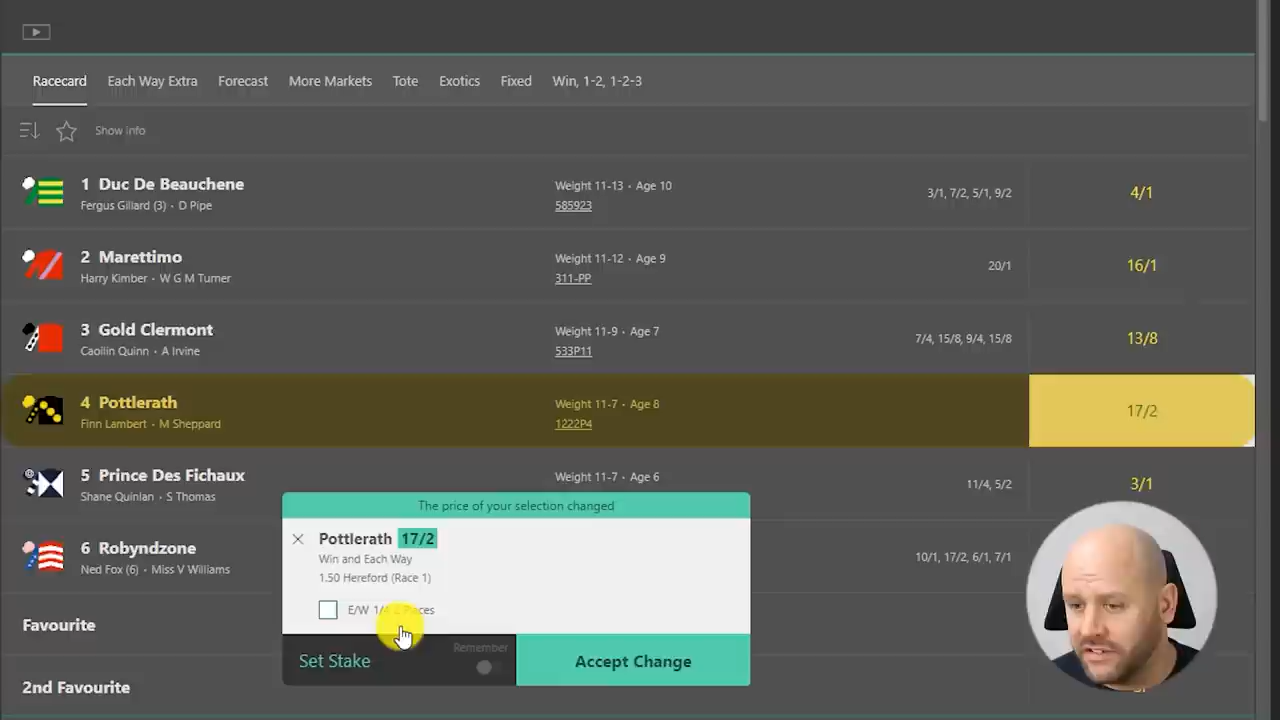 Racecard Each Way Extra Forecast More Markets Tote Exotics Fixed Win, 1-2, 1-2-3
Show info
1 Duc De Beauchene
Fergus Gillard (3) · D Pipe
Weight 11-13 · Age 10
585923
3/1, 7/2, 5/1, 9/2
4/1
2 Marettimo
Harry Kimber · W G M Turner
Weight 11-12 · Age 9
311-PP
20/1
16/1
3 Gold Clermont
Caoilin Quinn · A Irvine
Weight 11-9 · Age 7
533P11
7/4, 15/8, 9/4, 15/8
13/8
4 Pottlerath
Finn Lambert · M Sheppard
Weight 11-7 · Age 8
1222P4
17/2
5 Prince Des Fichaux
Shane Quinlan · S Thomas
Weight 11-7 · Age 6
11/4, 5/2
3/1
6 Robyndzone
Ned Fox (6) · Miss V Williams
10/1, 17/2, 6/1, 7/1
Favourite
2nd Favourite
The price of your selection changed
Pottlerath 17/2
Win and Each Way
1.50 Hereford (Race 1)
E/W
Remember
Set Stake
Accept Change